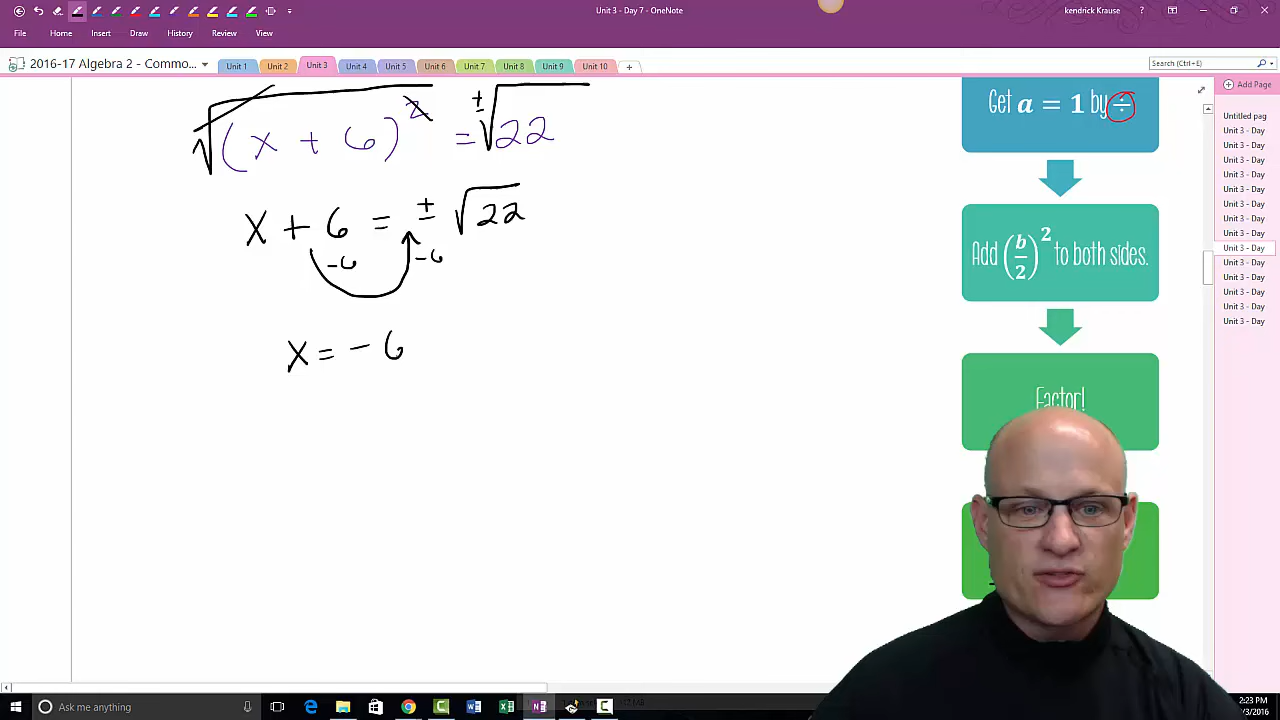 Unit 3 - Day 7 - OneNote
kendrick Krause
?
File Home Insert Draw History Review View
2016-17 Algebra 2 - Commo...
Unit 1 Unit 2 Unit 3 Unit 4 Unit 5 Unit 6 Unit 7 Unit 8 Unit 9 Unit 10 +
Search (Ctrl+E)
√(x + 6)² = ±√22
x + 6 = ± √22
-6 -6
x = - 6
Get a = 1 by ÷
Add (b/2)² to both sides.
Factor!
Add Page
Untitled pag
Unit 3 - Day
Unit 3 - Day
Unit 3 - Day
Unit 3 - Day
Unit 3 - Day
Unit 3 - Day
Unit 3 - Day
Unit 3 - Day
Unit 3 - Day
Unit 3 - Day
Unit 3 - Day
Unit 3 - Day
Unit 3 - Day
Unit 3 - Day
Ask me anything
2:23 PM
/3/2016